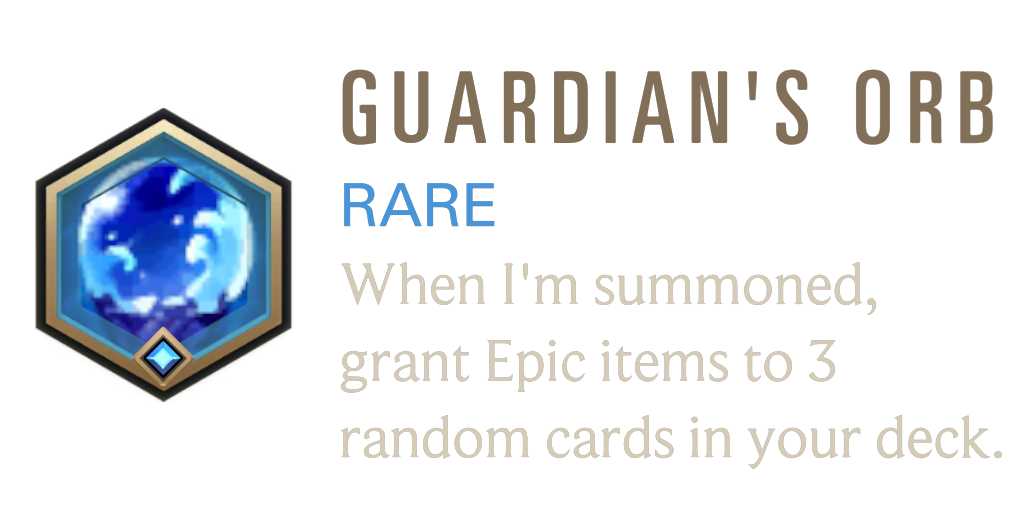 GUARDIAN'S ORB
RARE
When I'm summoned,
grant Epic items to 3
random cards in your deck.